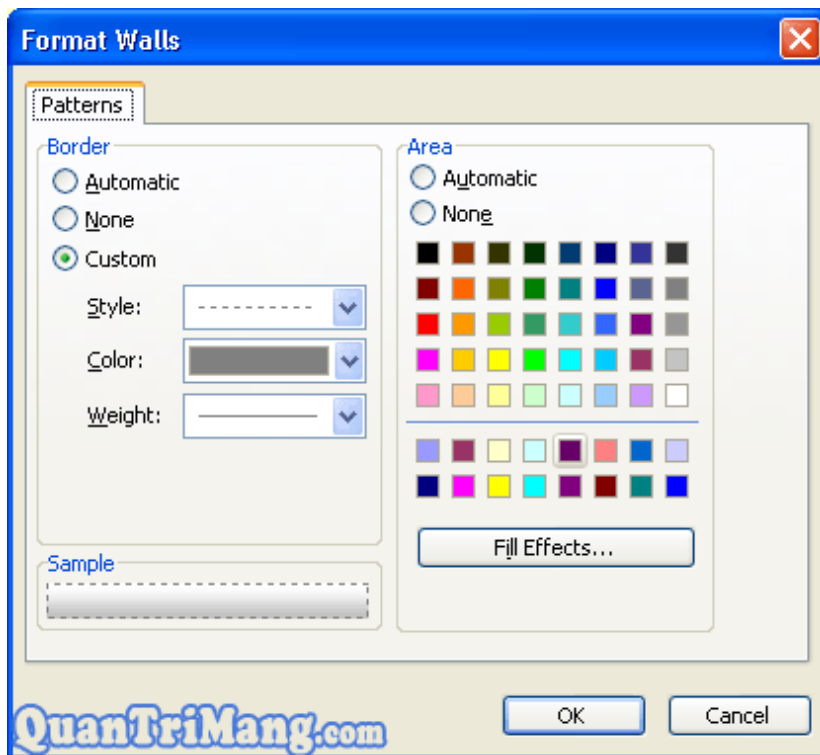 Format Walls
Patterns
Border
Automatic
None
Custom
Style:
Color:
Weight:
Sample
Area
Automatic
None
Fill Effects...
QuanTriMang.com
OK
Cancel